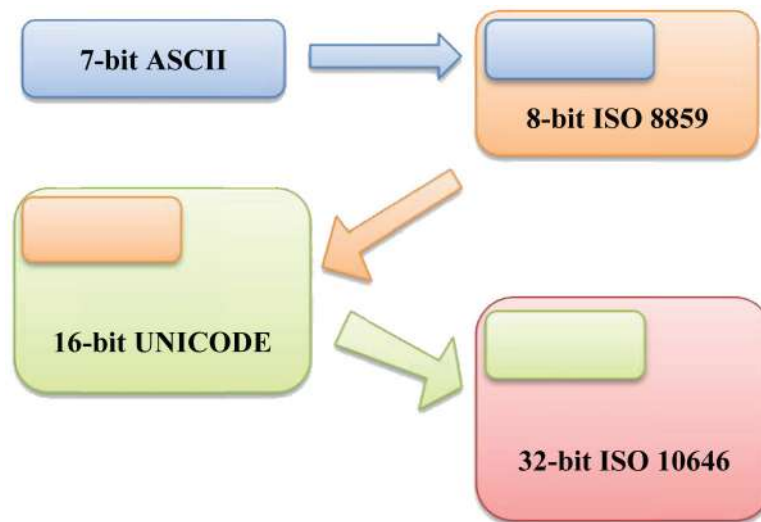 7-bit ASCII
8-bit ISO 8859
16-bit UNICODE
32-bit ISO 10646